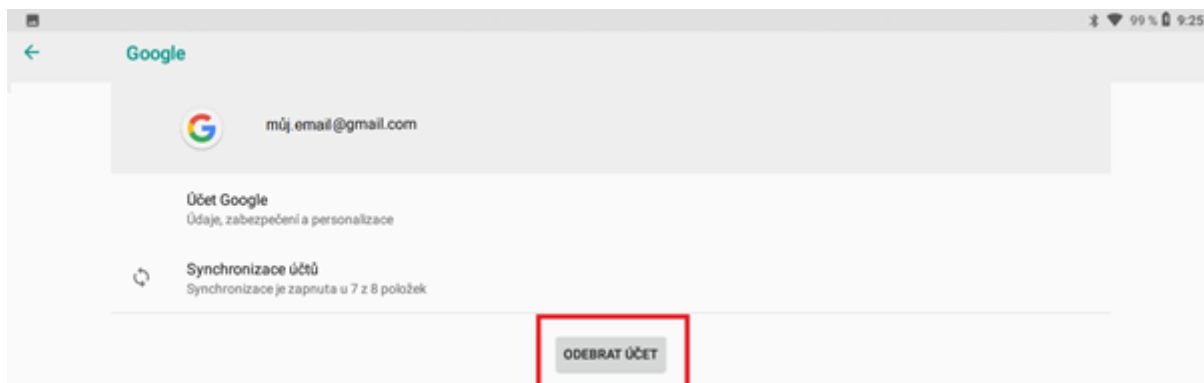 99 % 9:25
Google
můj.email@gmail.com
Účet Google
Údaje, zabezpečení a personalizace
Synchronizace účtů
Synchronizace je zapnuta u 7 z 8 položek
ODEBRAT ÚČET